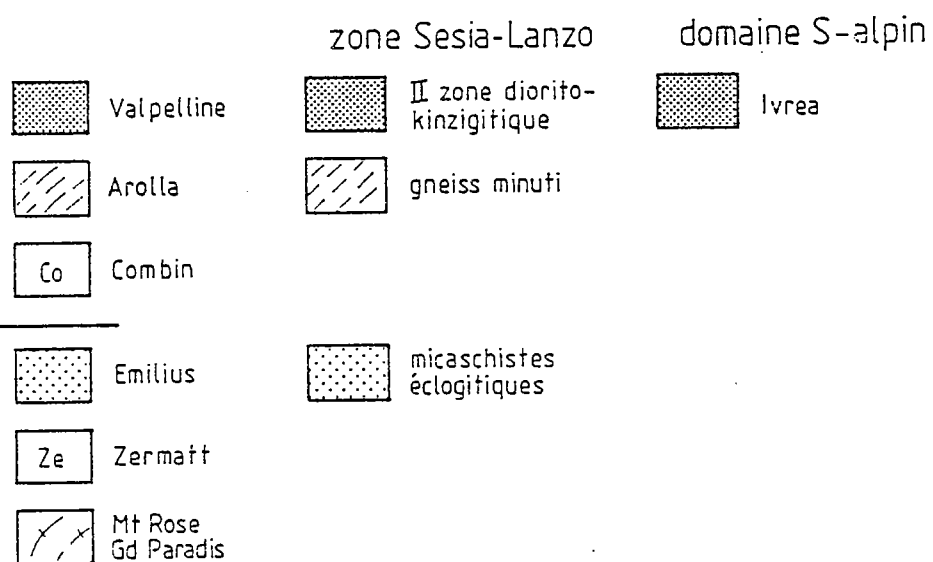 zone Sesia-Lanzo
domaine S-alpin
Valpelline
II zone diorito-
kinzigitique
Ivrea
Arolla
gneiss minuti
Co
Combin
Emilius
micaschistes
éclogitiques
Ze
Zermatt
Mt Rose
Gd Paradis